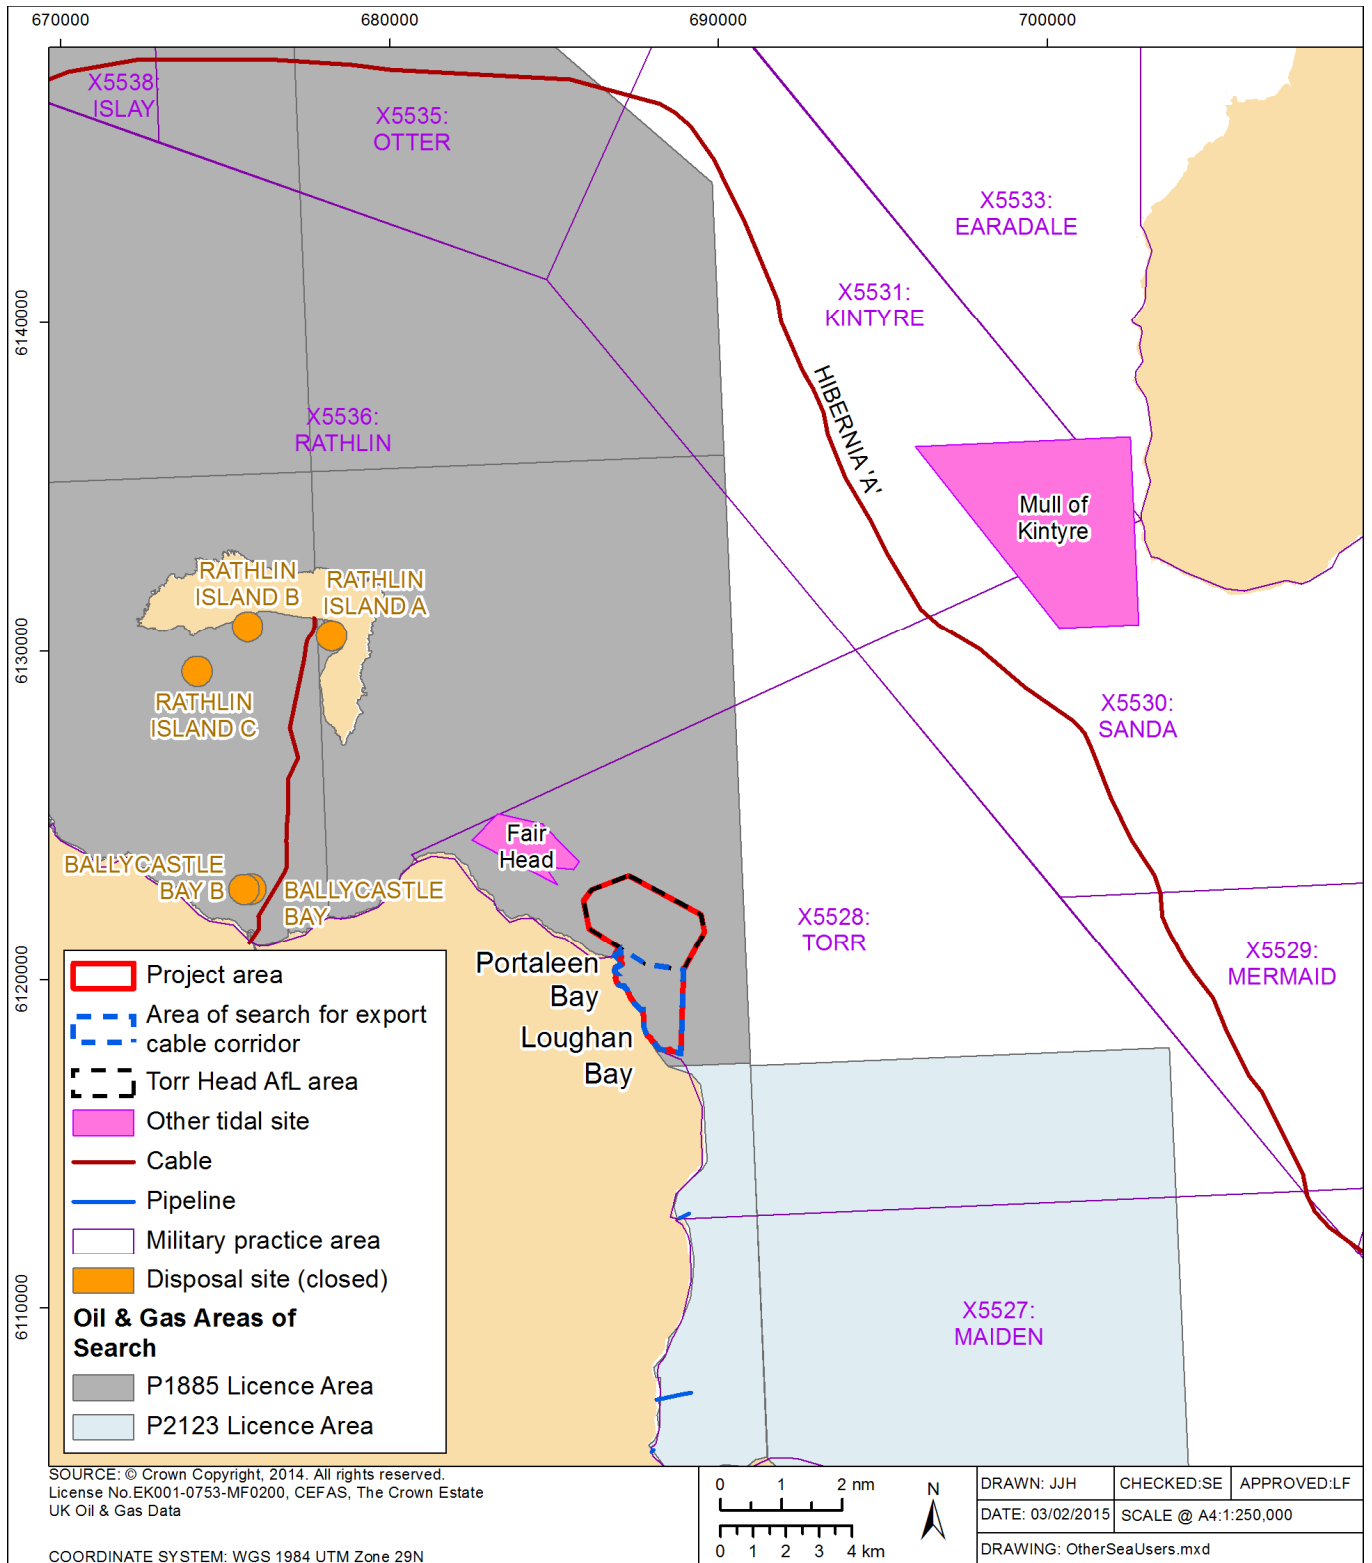 670000
680000
690000
700000
6140000
6130000
6120000
6110000
X5538:
ISLAY
X5535:
OTTER
X5533:
EARADALE
X5531:
KINTYRE
HIBERNIA 'A'
X5536:
RATHLIN
Mull of
Kintyre
RATHLIN
ISLAND B
RATHLIN
ISLAND A
RATHLIN
ISLAND C
X5530:
SANDA
Fair
Head
BALLYCASTLE
BAY B
BALLYCASTLE
BAY
X5528:
TORR
X5529:
MERMAID
Portaleen
Bay
Loughan
Bay
X5527:
MAIDEN
Project area
Area of search for export
cable corridor
Torr Head AfL area
Other tidal site
Cable
Pipeline
Military practice area
Disposal site (closed)
Oil & Gas Areas of
Search
P1885 Licence Area
P2123 Licence Area
SOURCE: © Crown Copyright, 2014. All rights reserved.
License No.EK001-0753-MF0200, CEFAS, The Crown Estate
UK Oil & Gas Data
COORDINATE SYSTEM: WGS 1984 UTM Zone 29N
0 1 2 nm
0 1 2 3 4 km
N
DRAWN: JJH
CHECKED:SE
APPROVED:LF
DATE: 03/02/2015
SCALE @ A4:1:250,000
DRAWING: OtherSeaUsers.mxd